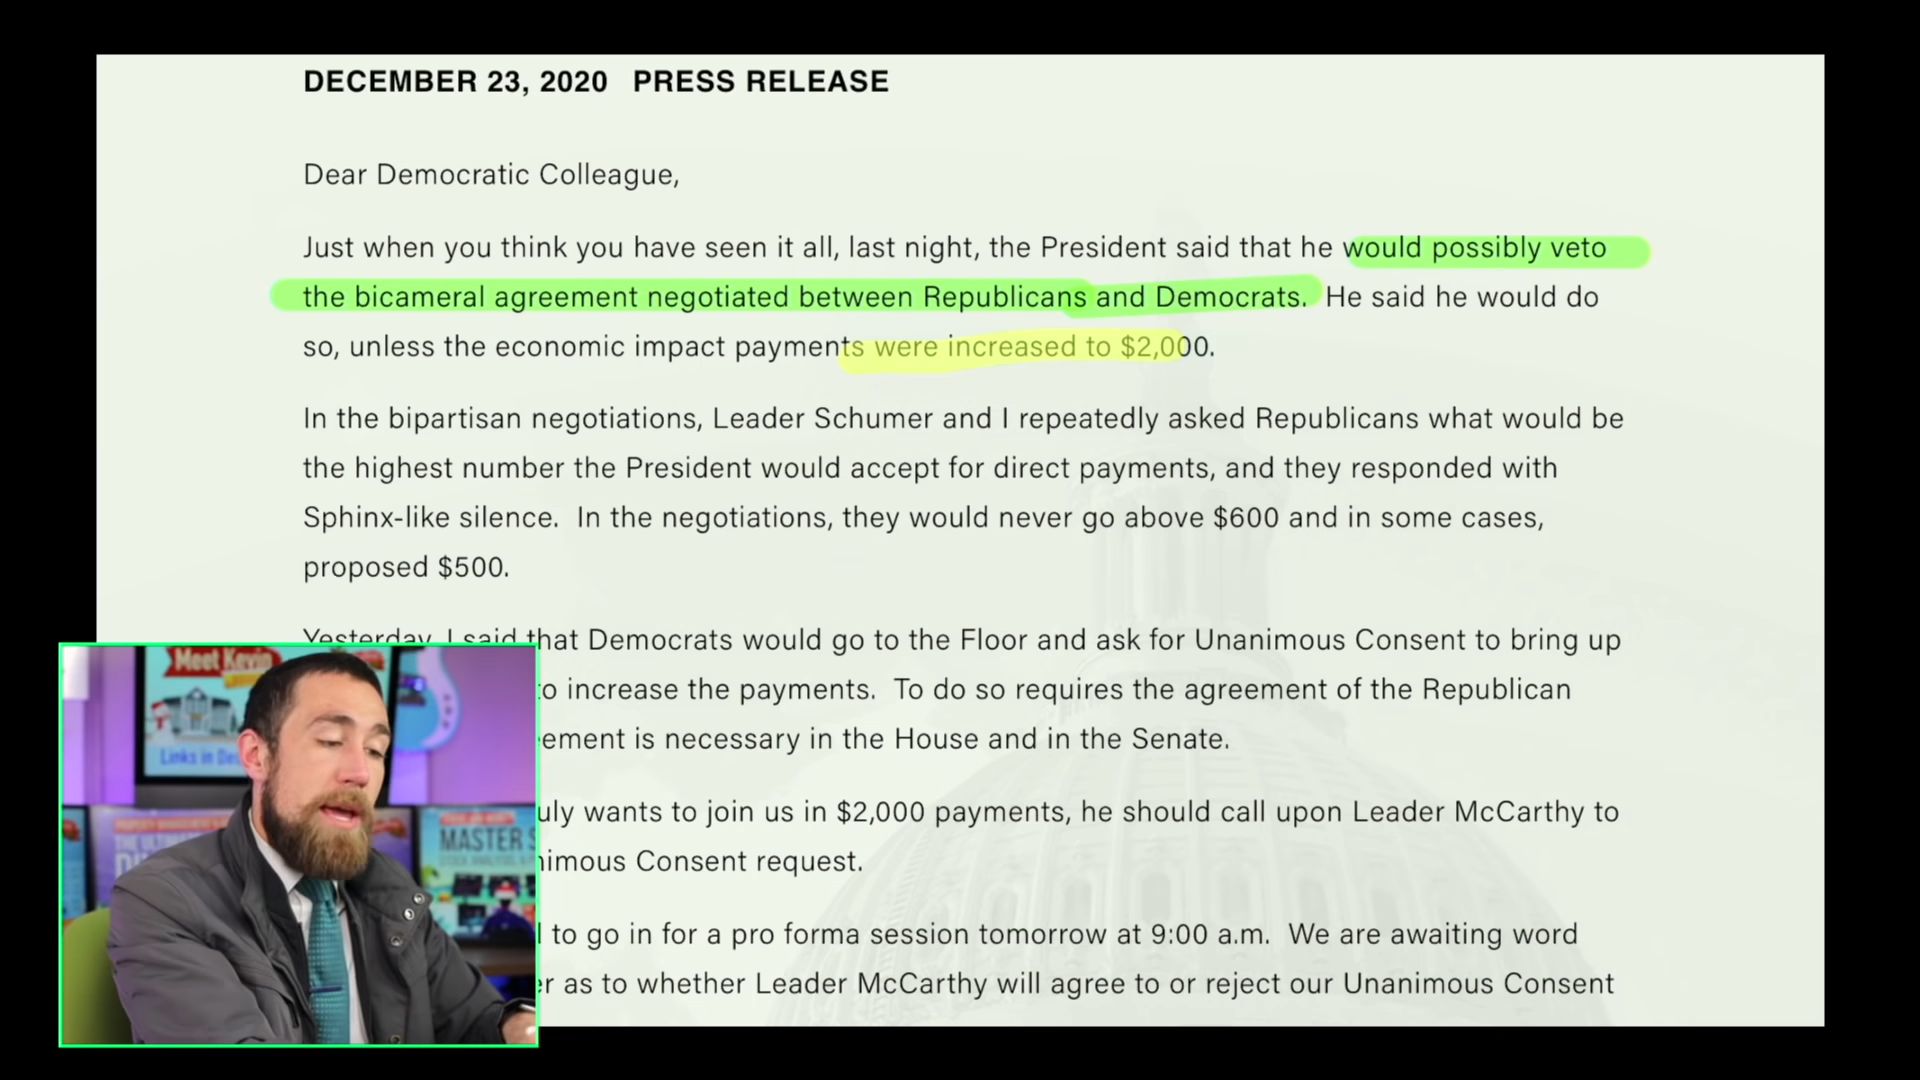 DECEMBER 23, 2020 PRESS RELEASE
Dear Democratic Colleague,
Just when you think you have seen it all, last night, the President said that he would possibly veto
the bicameral agreement negotiated between Republicans and Democrats. He said he would do
so, unless the economic impact payments were increased to $2,000.
In the bipartisan negotiations, Leader Schumer and I repeatedly asked Republicans what would be
the highest number the President would accept for direct payments, and they responded with
Sphinx-like silence. In the negotiations, they would never go above $600 and in some cases,
proposed $500.
Yesterday, I said that Democrats would go to the Floor and ask for Unanimous Consent to bring up
to increase the payments. To do so requires the agreement of the Republican
is necessary in the House and in the Senate.
wants to join us in $2,000 payments, he should call upon Leader McCarthy to
Consent request.
to go in for a pro forma session tomorrow at 9:00 a.m. We are awaiting word
as to whether Leader McCarthy will agree to or reject our Unanimous Consent
Meet Kevin
Links in
MASTER